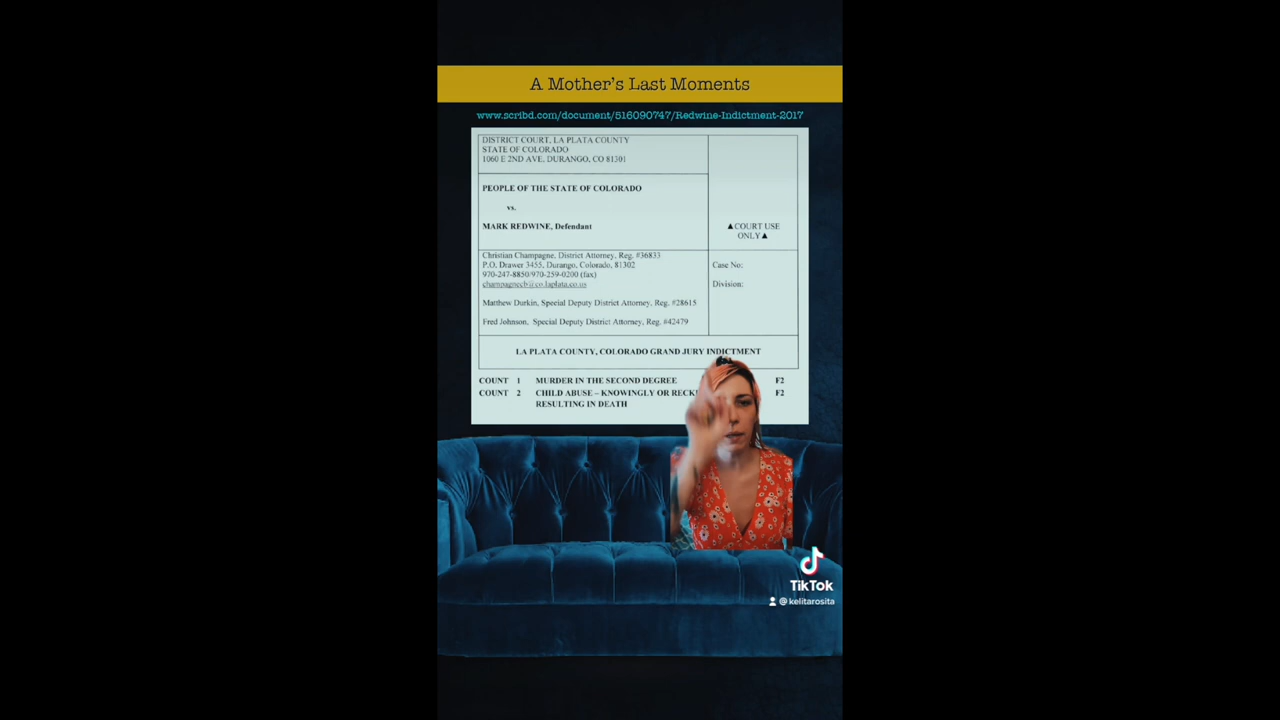 A Mother's Last Moments
www.scribd.com/document/516090747/Redwine-Indictment-2017
DISTRICT COURT, LA PLATA COUNTY
STATE OF COLORADO
1060 E 2ND AVE. DURANGO, CO 81301
PEOPLE OF THE STATE OF COLORADO
vs.
MARK REDWINE, Defendant
▲COURT USE
ONLY▲
Christian Champagne, District Attorney, Reg. #36833
P.O. Drawer 3455, Durango, Colorado, 81302
970-247-8850/970-259-0200 (fax)
champagnecb@co.laplata.co.us
Matthew Durkin, Special Deputy District Attorney, Reg. #28615
Fred Johnson, Special Deputy District Attorney, Reg. #42479
Case No:
Division:
LA PLATA COUNTY, COLORADO GRAND JURY INDICTMENT
COUNT 1 MURDER IN THE SECOND DEGREE F2
COUNT 2 CHILD ABUSE – KNOWINGLY OR F2
RESULTING IN DEATH
TikTok
@kelitarosita